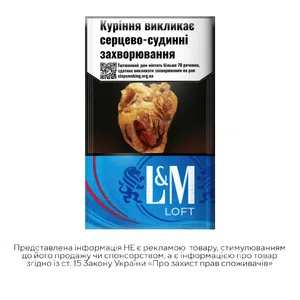 Куріння викликає
серцево-судинні
захворювання
Тютюновий дим містить більше 70 речовин,
здатних викликати захворювання на рак
stopsmoking.org.ua
L&M
LOFT
Представлена інформація НЕ є рекламою товару, стимулюванням
до його продажу чи спонсорством, а є інформацією про товар
згідно із ст. 15 Закону України «Про захист прав споживачів»